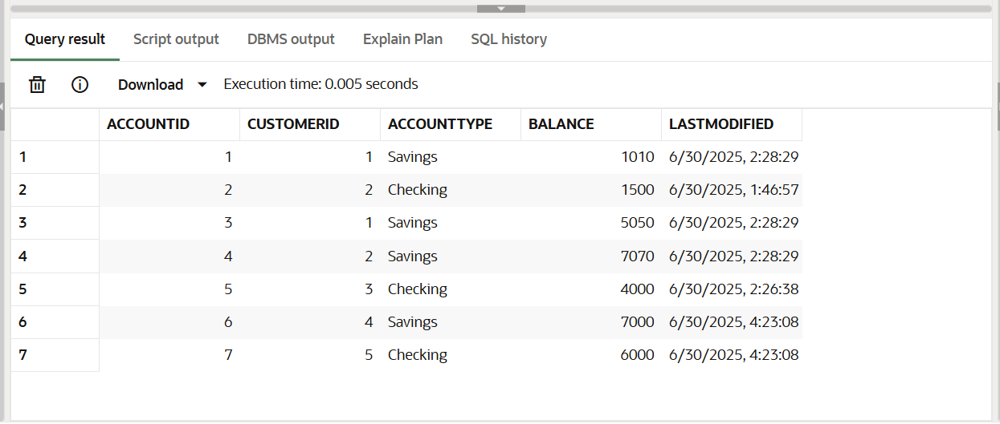 Query result Script output DBMS output Explain Plan SQL history
Download Execution time: 0.005 seconds
ACCOUNTID CUSTOMERID ACCOUNTTYPE BALANCE LASTMODIFIED
1 1 1 Savings 1010 6/30/2025, 2:28:29
2 2 2 Checking 1500 6/30/2025, 1:46:57
3 3 1 Savings 5050 6/30/2025, 2:28:29
4 4 2 Savings 7070 6/30/2025, 2:28:29
5 5 3 Checking 4000 6/30/2025, 2:26:38
6 6 4 Savings 7000 6/30/2025, 4:23:08
7 7 5 Checking 6000 6/30/2025, 4:23:08